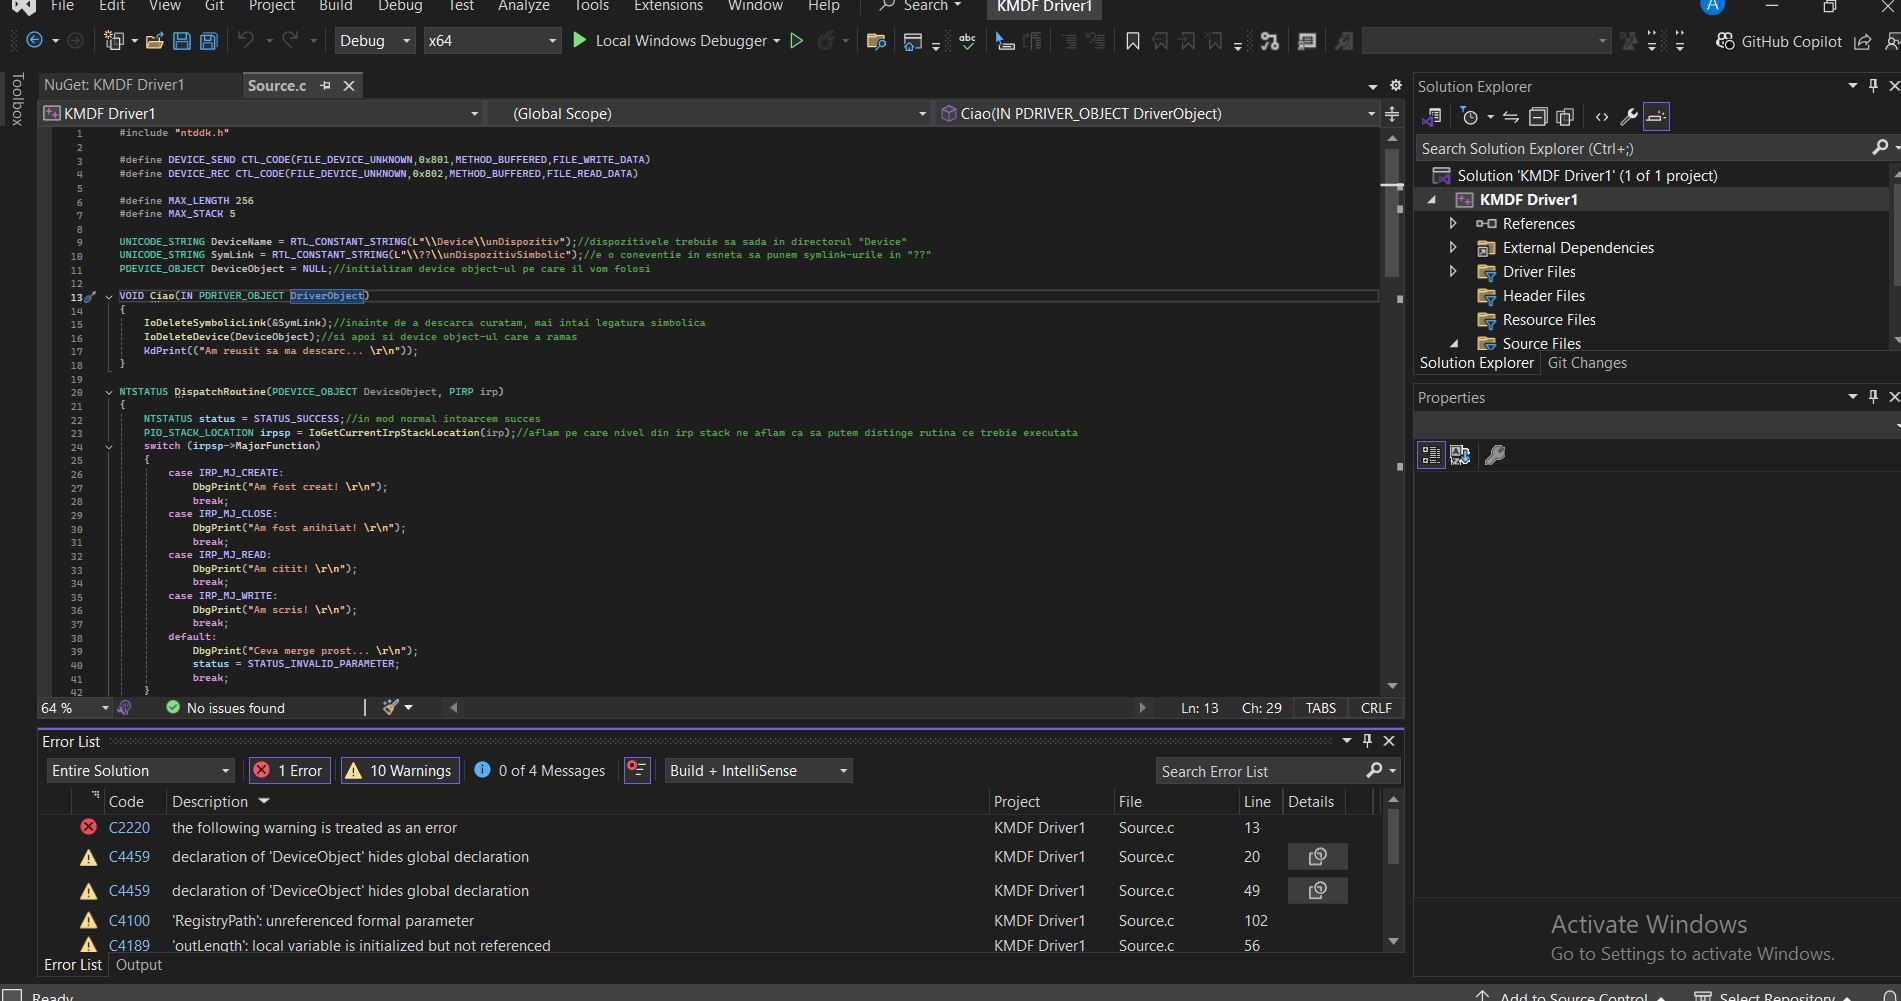 File Edit View Git Project Build Debug Test Analyze Tools Extensions Window Help Search KMDF Driver1 A
Debug x64 Local Windows Debugger abc GitHub Copilot
Toolbox
NuGet: KMDF Driver1 Source.c
KMDF Driver1 (Global Scope) Ciao(IN PDRIVER_OBJECT DriverObject)
1 #include "ntddk.h"
2
3 #define DEVICE_SEND CTL_CODE(FILE_DEVICE_UNKNOWN,0x801,METHOD_BUFFERED,FILE_WRITE_DATA)
4 #define DEVICE_REC CTL_CODE(FILE_DEVICE_UNKNOWN,0x802,METHOD_BUFFERED,FILE_READ_DATA)
5
6 #define MAX_LENGTH 256
7 #define MAX_STACK 5
8
9 UNICODE_STRING DeviceName = RTL_CONSTANT_STRING(L"\\Device\\unDispozitiv");//dispozitivele trebuie sa sada in directorul "Device"
10 UNICODE_STRING SymLink = RTL_CONSTANT_STRING(L"\\??\\unDispozitivSimbolic");//e o coneventie in esneta sa punem symlink-urile in "??"
11 PDEVICE_OBJECT DeviceObject = NULL;//initializam device object-ul pe care il vom folosi
12
13 VOID Ciao(IN PDRIVER_OBJECT DriverObject)
14 {
15 IoDeleteSymbolicLink(&SymLink);//inainte de a descarca curatam, mai intai legatura simbolica
16 IoDeleteDevice(DeviceObject);//si apoi si device object-ul care a ramas
17 KdPrint(("Am reusit sa ma descarc... \r\n"));
18 }
19
20 NTSTATUS DispatchRoutine(PDEVICE_OBJECT DeviceObject, PIRP irp)
21 {
22 NTSTATUS status = STATUS_SUCCESS;//in mod normal intoarcem succes
23 PIO_STACK_LOCATION irpsp = IoGetCurrentIrpStackLocation(irp);//aflam pe care nivel din irp stack ne aflam ca sa putem distinge rutina ce trebie executata
24 switch (irpsp->MajorFunction)
25 {
26 case IRP_MJ_CREATE:
27 DbgPrint("Am fost creat! \r\n");
28 break;
29 case IRP_MJ_CLOSE:
30 DbgPrint("Am fost anihilat! \r\n");
31 break;
32 case IRP_MJ_READ:
33 DbgPrint("Am citit! \r\n");
34 break;
35 case IRP_MJ_WRITE:
36 DbgPrint("Am scris! \r\n");
37 break;
38 default:
39 DbgPrint("Ceva merge prost... \r\n");
40 status = STATUS_INVALID_PARAMETER;
41 break;
42 }
64 % No issues found Ln: 13 Ch: 29 TABS CRLF
Error List
Entire Solution 1 Error 10 Warnings 0 of 4 Messages Build + IntelliSense Search Error List
Code Description Project File Line Details
C2220 the following warning is treated as an error KMDF Driver1 Source.c 13
C4459 declaration of 'DeviceObject' hides global declaration KMDF Driver1 Source.c 20
C4459 declaration of 'DeviceObject' hides global declaration KMDF Driver1 Source.c 49
C4100 'RegistryPath': unreferenced formal parameter KMDF Driver1 Source.c 102
C4189 'outLength': local variable is initialized but not referenced KMDF Driver1 Source.c 56
Error List Output
Solution Explorer
Search Solution Explorer (Ctrl+;)
Solution 'KMDF Driver1' (1 of 1 project)
KMDF Driver1
References
External Dependencies
Driver Files
Header Files
Resource Files
Source Files
Solution Explorer Git Changes
Properties
Activate Windows
Go to Settings to activate Windows.
Ready Add to Source Control Select Repository